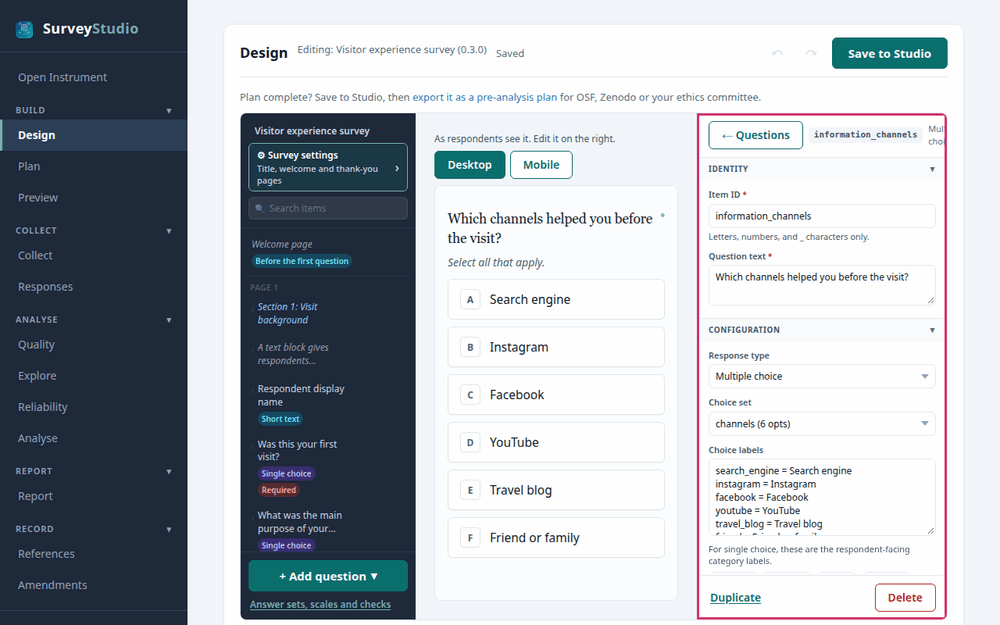 SurveyStudio
Open Instrument
BUILD
Design
Plan
Preview
COLLECT
Collect
Responses
ANALYSE
Quality
Explore
Reliability
Analyse
REPORT
Report
RECORD
References
Amendments
Design
Editing: Visitor experience survey (0.3.0)
Saved
Save to Studio
Plan complete? Save to Studio, then export it as a pre-analysis plan for OSF, Zenodo or your ethics committee.
Visitor experience survey
Survey settings
Title, welcome and thank-you
pages
Search items
Welcome page
Before the first question
PAGE 1
Section 1: Visit
background
A text block gives
respondents...
Respondent display
name
Short text
Was this your first
visit?
Single choice
Required
What was the main
purpose of your...
Single choice
+ Add question ▼
Answer sets, scales and checks
As respondents see it. Edit it on the right.
Desktop
Mobile
Which channels helped you before *
the visit?
Select all that apply.
A Search engine
B Instagram
C Facebook
D YouTube
E Travel blog
F Friend or family
← Questions
information_channels
IDENTITY
Item ID *
information_channels
Letters, numbers, and _ characters only.
Question text *
Which channels helped you before the visit?
CONFIGURATION
Response type
Multiple choice
Choice set
channels (6 opts)
Choice labels
search_engine = Search engine
instagram = Instagram
facebook = Facebook
youtube = YouTube
travel_blog = Travel blog
For single choice, these are the respondent-facing
category labels.
Duplicate
Delete